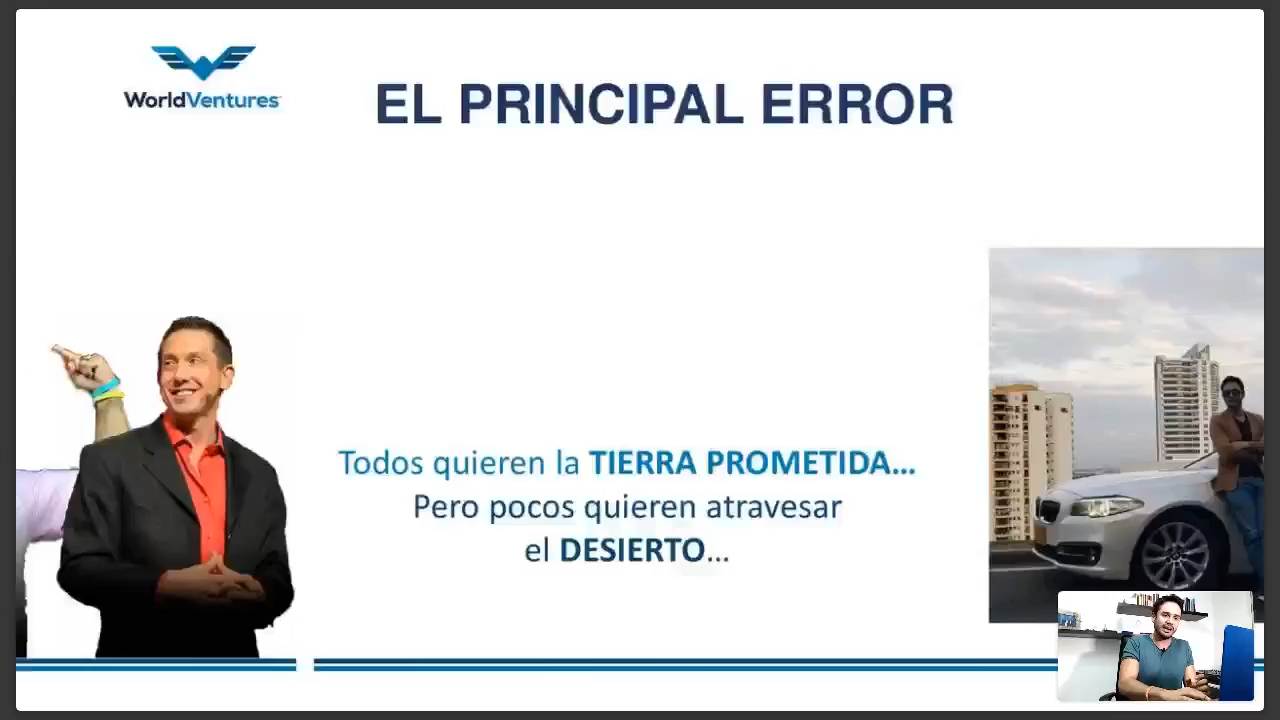 WorldVentures
EL PRINCIPAL ERROR
Todos quieren la TIERRA PROMETIDA...
Pero pocos quieren atravesar
el DESIERTO...